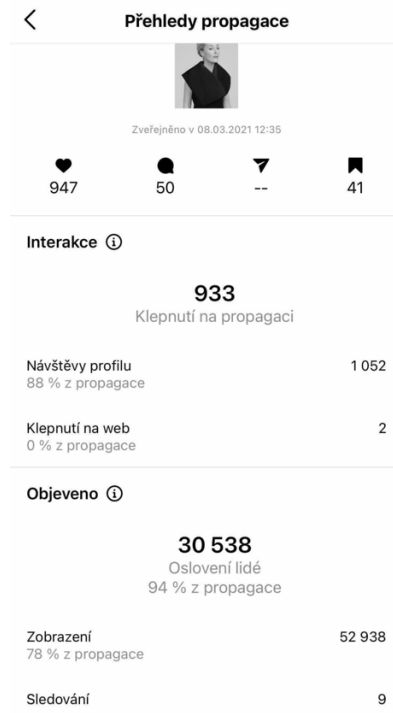 Přehledy propagace
Zveřejněno v 08.03.2021 12:35
947 50 -- 41
Interakce
933
Klepnutí na propagaci
Návštěvy profilu 1 052
88 % z propagace
Klepnutí na web 2
0 % z propagace
Objeveno
30 538
Oslovení lidé
94 % z propagace
Zobrazení 52 938
78 % z propagace
Sledování 9